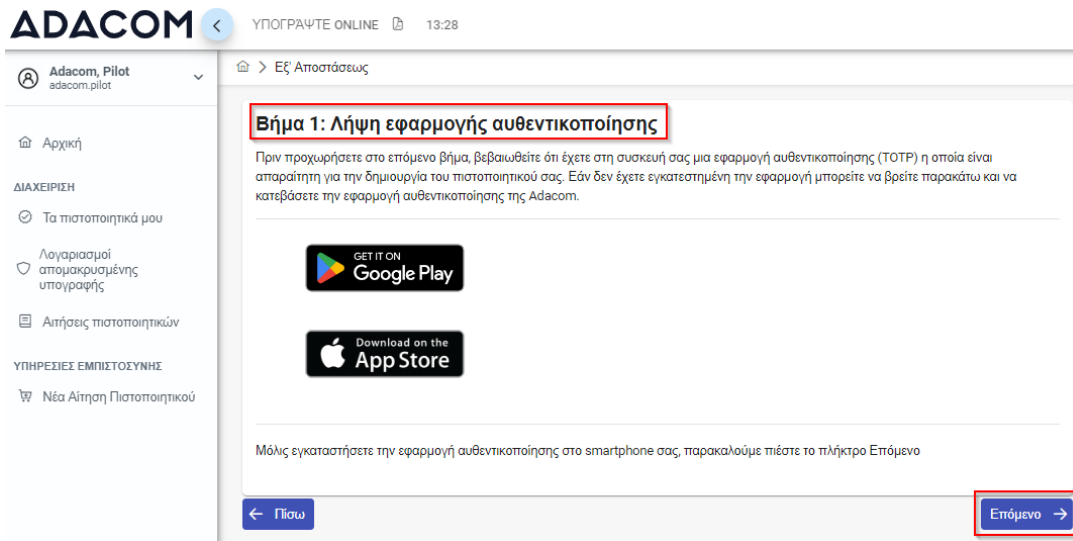 ADACOM
ΥΠΟΓΡΑΨΤΕ ONLINE 13:28
Adacom, Pilot
adacom.pilot
Εξ' Αποστάσεως
Αρχική
ΔΙΑΧΕΙΡΙΣΗ
Τα πιστοποιητικά μου
Λογαριασμοί
απομακρυσμένης
υπογραφής
Αιτήσεις πιστοποιητικών
ΥΠΗΡΕΣΙΕΣ ΕΜΠΙΣΤΟΣΥΝΗΣ
Νέα Αίτηση Πιστοποιητικού
Βήμα 1: Λήψη εφαρμογής αυθεντικοποίησης
Πριν προχωρήσετε στο επόμενο βήμα, βεβαιωθείτε ότι έχετε στη συσκευή σας μια εφαρμογή αυθεντικοποίησης (TOTP) η οποία είναι
απαραίτητη για την δημιουργία του πιστοποιητικού σας. Εάν δεν έχετε εγκατεστημένη την εφαρμογή μπορείτε να βρείτε παρακάτω και να
κατεβάσετε την εφαρμογή αυθεντικοποίησης της Adacom.
GET IT ON
Google Play
Download on the
App Store
Μόλις εγκαταστήσετε την εφαρμογή αυθεντικοποίησης στο smartphone σας, παρακαλούμε πιέστε το πλήκτρο Επόμενο
Πίσω
Επόμενο